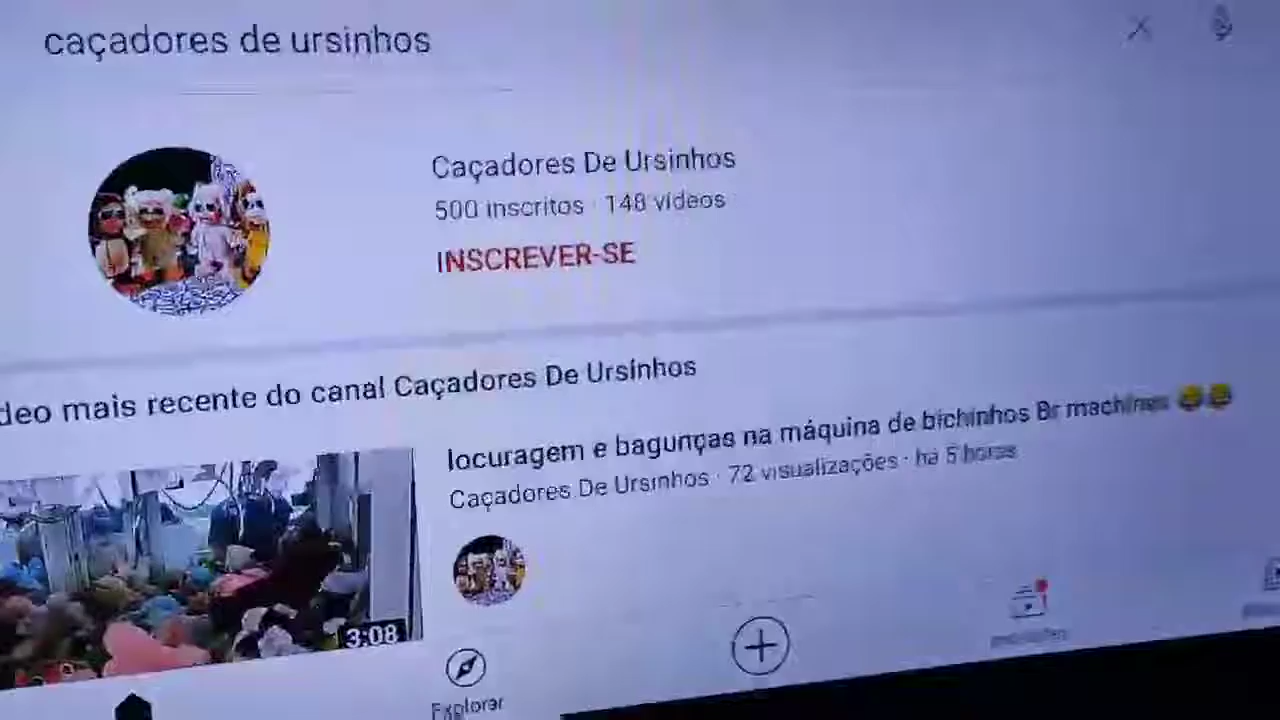 caçadores de ursinhos
Caçadores De Ursinhos
500 inscritos · 148 vídeos
INSCREVER-SE
deo mais recente do canal Caçadores De Ursinhos
locuragem e bagunças na máquina de bichinhos Br machines 😂😂
Caçadores De Ursinhos · 72 visualizações · há 5 horas
3:08
Explorar